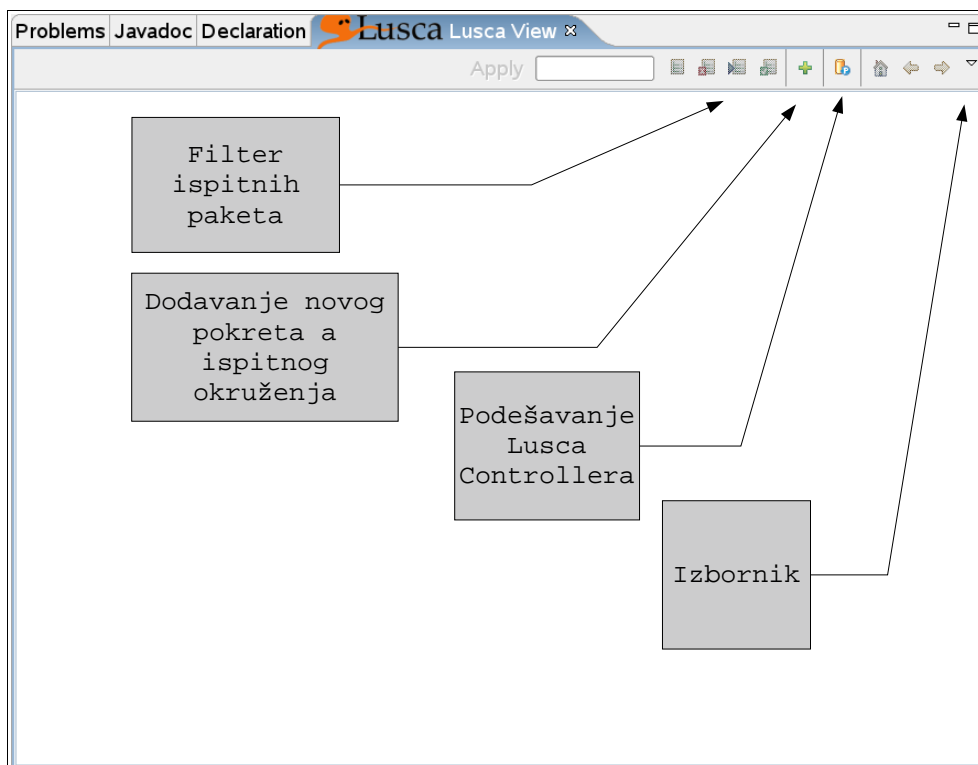 Problems Javadoc Declaration Lusca Lusca View
Apply
Filter
ispitnih
paketa
Dodavanje novog
pokreta a
ispitnog
okruženja
Podešavanje
Lusca
Controllera
Izbornik